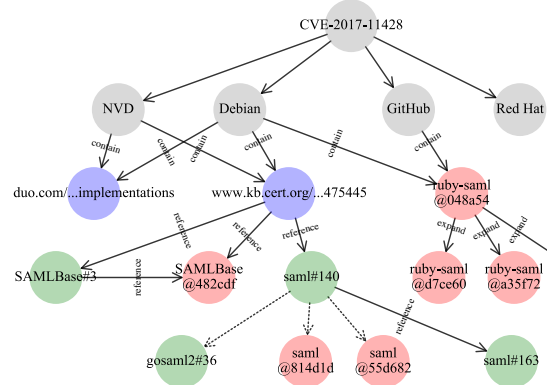 CVE-2017-11428
NVD
Debian
GitHub
Red Hat
contain
contain
contain
contain
contain
contain
duo.com/...implementations
www.kb.cert.org/...475445
ruby-saml
@048a54
reference
reference
reference
expand
expand
expand
SAMLBase#3
reference
SAMLBase
@482cdf
saml#140
ruby-saml
@d7ce60
ruby-saml
@a35f72
reference
gosaml2#36
saml
@814d1d
saml
@55d682
saml#163